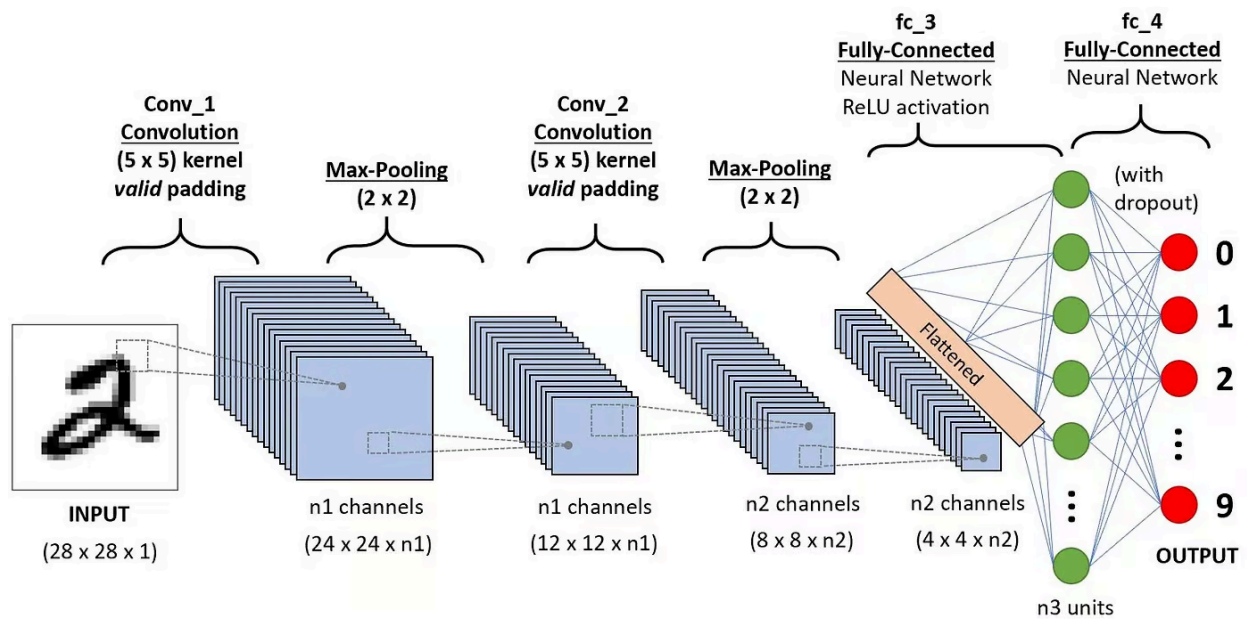 Conv_1
Convolution
(5 x 5) kernel
valid padding
Max-Pooling
(2 x 2)
Conv_2
Convolution
(5 x 5) kernel
valid padding
Max-Pooling
(2 x 2)
fc_3
Fully-Connected
Neural Network
ReLU activation
fc_4
Fully-Connected
Neural Network
(with
dropout)
Flattened
0
1
2
9
OUTPUT
INPUT
(28 x 28 x 1)
n1 channels
(24 x 24 x n1)
n1 channels
(12 x 12 x n1)
n2 channels
(8 x 8 x n2)
n2 channels
(4 x 4 x n2)
n3 units